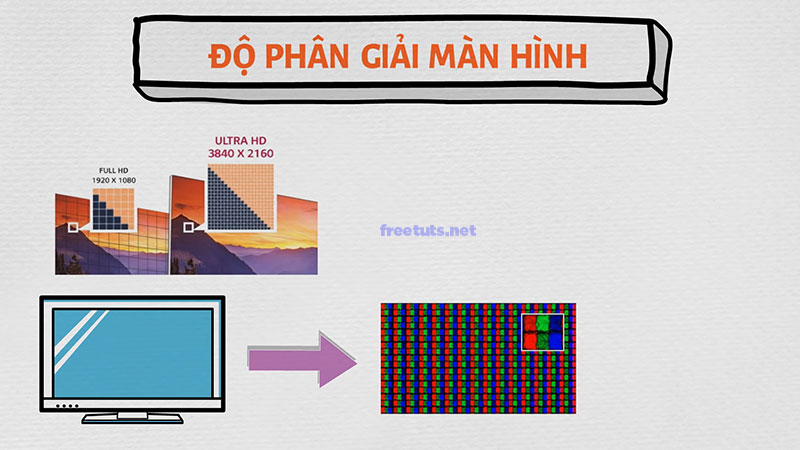 ĐỘ PHÂN GIẢI MÀN HÌNH
ULTRA HD
3840 X 2160
FULL HD
1920 X 1080
freetuts.net